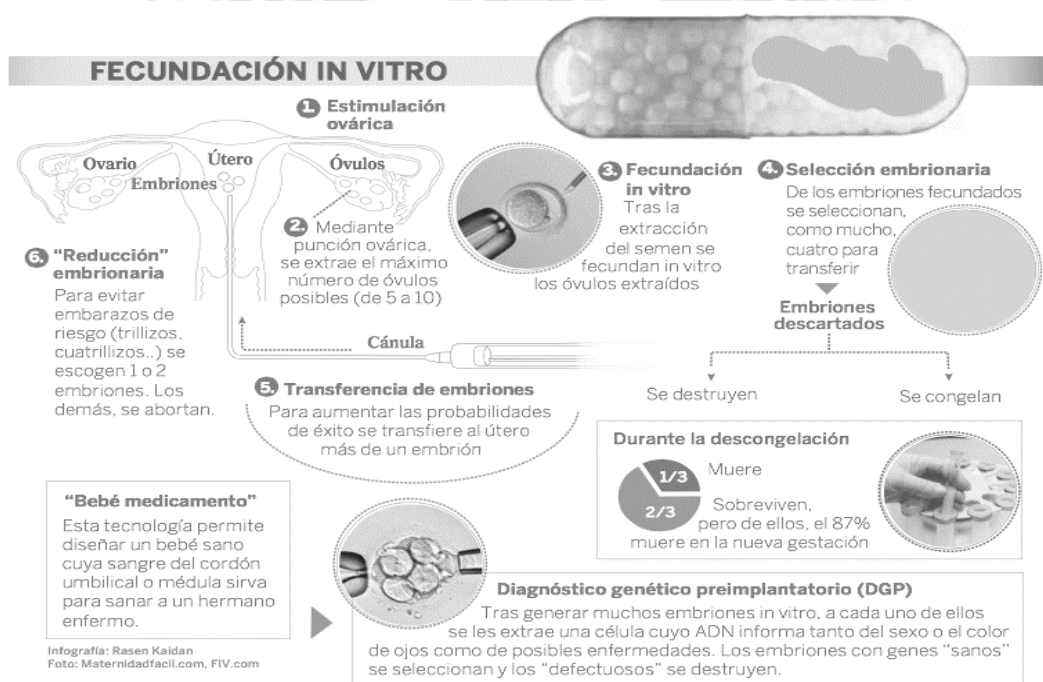 FECUNDACIÓN IN VITRO
1. Estimulación
ovárica
Ovario
Útero
Óvulos
Embriones
2. Mediante
punción ovárica,
se extrae el máximo
número de óvulos
posibles (de 5 a 10)
3. Fecundación
in vitro
Tras la
extracción
del semen se
fecundan in vitro
los óvulos extraídos
4. Selección embrionaria
De los embriones fecundados
se seleccionan,
como mucho,
cuatro para
transferir
Embriones
descartados
Se destruyen
Se congelan
Durante la descongelación
1/3
Muere
2/3
Sobreviven,
pero de ellos, el 87%
muere en la nueva gestación
Cánula
5. Transferencia de embriones
Para aumentar las probabilidades
de éxito se transfiere al útero
más de un embrión
6. “Reducción”
embrionaria
Para evitar
embarazos de
riesgo (trillizos,
cuatrillizos..) se
escogen 1 o 2
embriones. Los
demás, se abortan.
“Bebé medicamento”
Esta tecnología permite
diseñar un bebé sano
cuya sangre del cordón
umbilical o médula sirva
para sanar a un hermano
enfermo.
Diagnóstico genético preimplantatorio (DGP)
Tras generar muchos embriones in vitro, a cada uno de ellos
se les extrae una célula cuyo ADN informa tanto del sexo o el color
de ojos como de posibles enfermedades. Los embriones con genes “sanos”
se seleccionan y los “defectuosos” se destruyen.
Infografía: Rasen Kaidan
Foto: Maternidadfacil.com, FIV.com